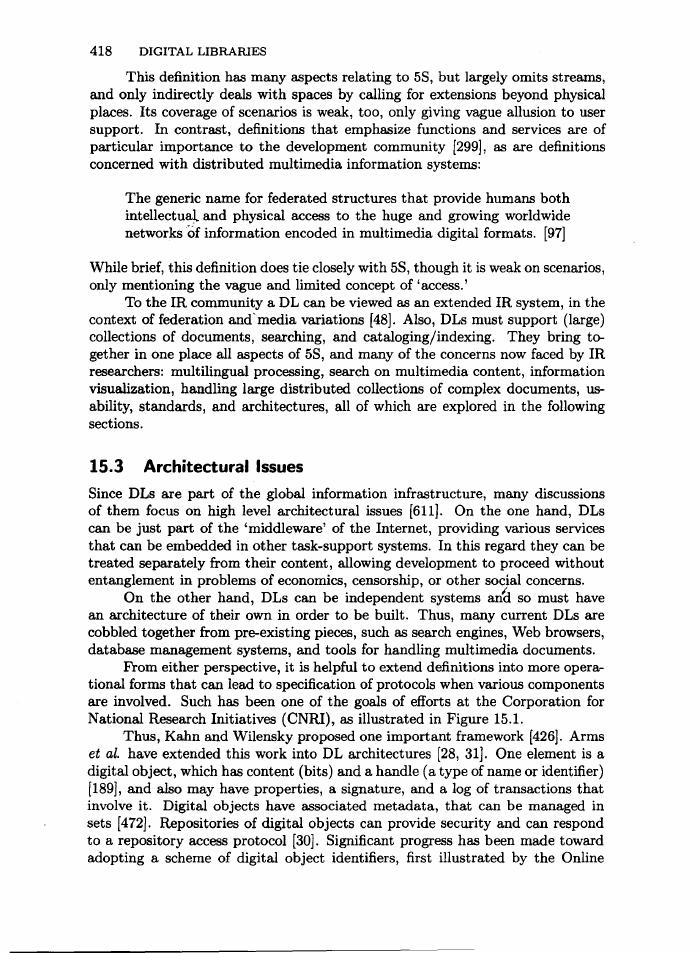 418 DIGITAL LIBRARIES
This definition has many aspects relating to 5S, but largely omits streams,
and only indirectly deals with spaces by calling for extensions beyond physical
places. Its coverage of scenarios is weak, too, only giving vague allusion to user
support. In contrast, definitions that emphasize functions and services are of
particular importance to the development community [299], as are definitions
concerned with distributed multimedia information systems:
The generic name for federated structures that provide humans both
intellectual and physical access to the huge and growing worldwide
networks of information encoded in multimedia digital formats. [97]
While brief, this definition does tie closely with 5S, though it is weak on scenarios,
only mentioning the vague and limited concept of ‘access.’
To the IR community a DL can be viewed as an extended IR system, in the
context of federation and media variations [48]. Also, DLs must support (large)
collections of documents, searching, and cataloging/indexing. They bring to-
gether in one place all aspects of 5S, and many of the concerns now faced by IR
researchers: multilingual processing, search on multimedia content, information
visualization, handling large distributed collections of complex documents, us-
ability, standards, and architectures, all of which are explored in the following
sections.
15.3 Architectural Issues
Since DLs are part of the global information infrastructure, many discussions
of them focus on high level architectural issues [611]. On the one hand, DLs
can be just part of the ‘middleware’ of the Internet, providing various services
that can be embedded in other task-support systems. In this regard they can be
treated separately from their content, allowing development to proceed without
entanglement in problems of economics, censorship, or other social concerns.
On the other hand, DLs can be independent systems and so must have
an architecture of their own in order to be built. Thus, many current DLs are
cobbled together from pre-existing pieces, such as search engines, Web browsers,
database management systems, and tools for handling multimedia documents.
From either perspective, it is helpful to extend definitions into more opera-
tional forms that can lead to specification of protocols when various components
are involved. Such has been one of the goals of efforts at the Corporation for
National Research Initiatives (CNRI), as illustrated in Figure 15.1.
Thus, Kahn and Wilensky proposed one important framework [426]. Arms
et al. have extended this work into DL architectures [28, 31]. One element is a
digital object, which has content (bits) and a handle (a type of name or identifier)
[189], and also may have properties, a signature, and a log of transactions that
involve it. Digital objects have associated metadata, that can be managed in
sets [472]. Repositories of digital objects can provide security and can respond
to a repository access protocol [30]. Significant progress has been made toward
adopting a scheme of digital object identifiers, first illustrated by the Online